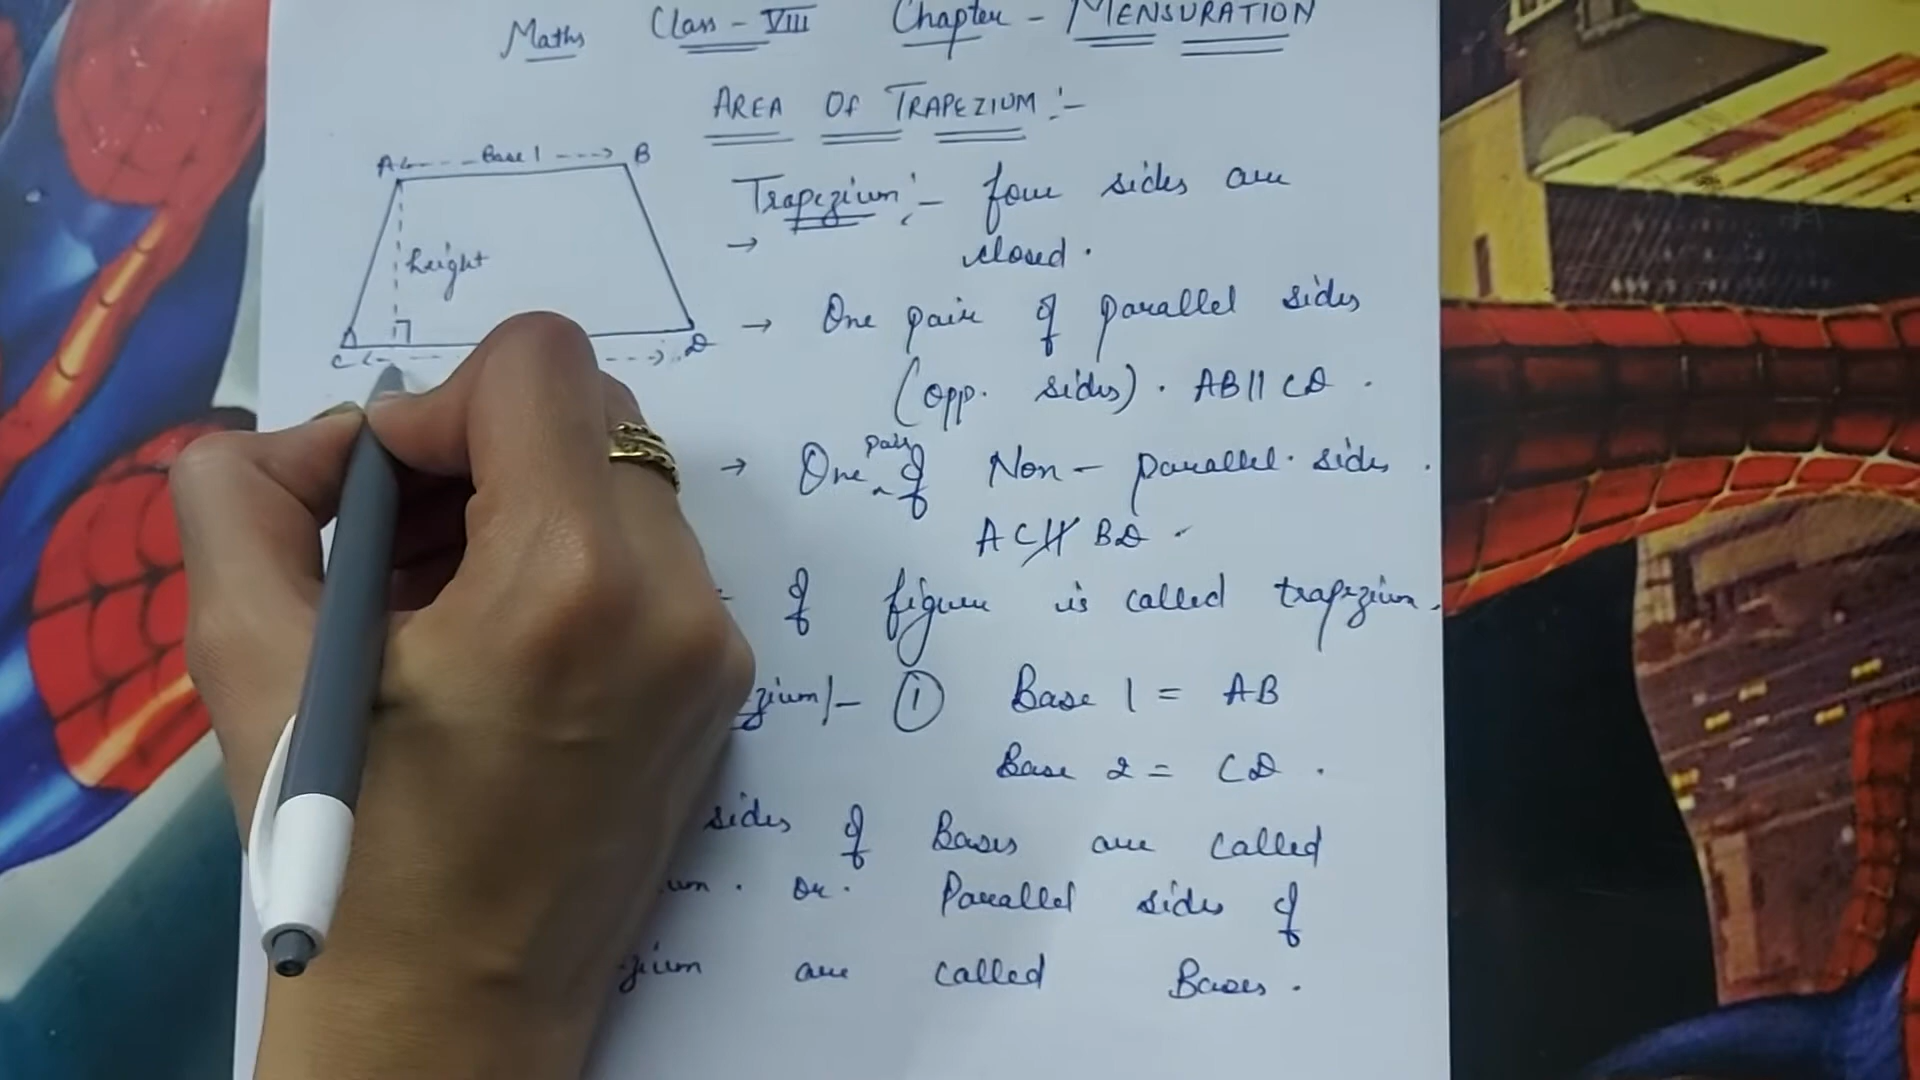 Maths Class - VIII Chapter - MENSURATION
AREA Of TRAPEZIUM :-
A <- - - Base 1 - - -> B
height
C <- - - - - -> D
Trapezium :- four sides are
→ closed.
→ One pair of parallel sides
(opp. sides). AB || CD.
→ One pair of Non - parallel sides.
AC ∦ BD.
of figure is called trapezium.
zium :- ① Base 1 = AB
Base 2 = CD.
sides of Bases are called
um. or. Parallel sides of
zium are called Bases.